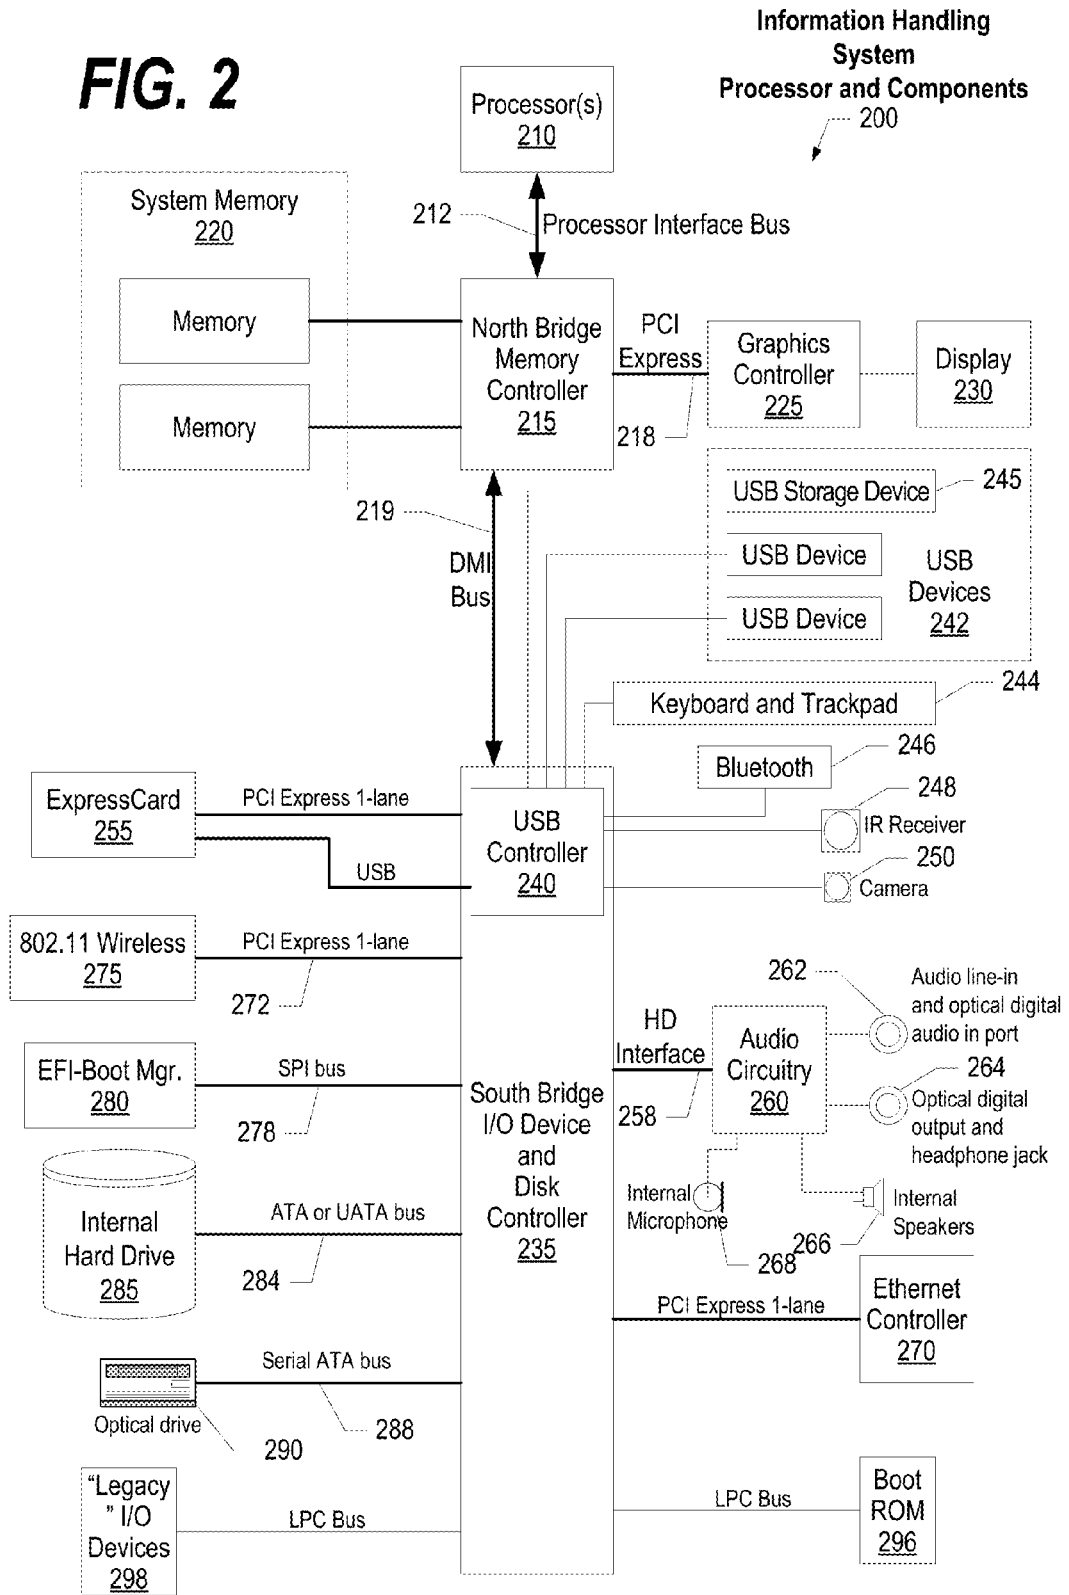 Information Handling
System
Processor and Components
200
FIG. 2
Processor(s)
210
212
Processor Interface Bus
System Memory
220
Memory
Memory
North Bridge
Memory
Controller
215
PCI
Express
218
Graphics
Controller
225
Display
230
219
DMI
Bus
USB Storage Device
245
USB Device
USB Device
USB
Devices
242
Keyboard and Trackpad
244
Bluetooth
246
248
IR Receiver
250
Camera
ExpressCard
255
PCI Express 1-lane
USB
USB
Controller
240
802.11 Wireless
275
PCI Express 1-lane
272
EFI-Boot Mgr.
280
SPI bus
278
South Bridge
I/O Device
and
Disk
Controller
235
HD
Interface
258
Audio
Circuitry
260
262
Audio line-in
and optical digital
audio in port
264
Optical digital
output and
headphone jack
Internal
Microphone
268
266
Internal
Speakers
Internal
Hard Drive
285
ATA or UATA bus
284
PCI Express 1-lane
Ethernet
Controller
270
Serial ATA bus
288
Optical drive
290
“Legacy
” I/O
Devices
298
LPC Bus
LPC Bus
Boot
ROM
296